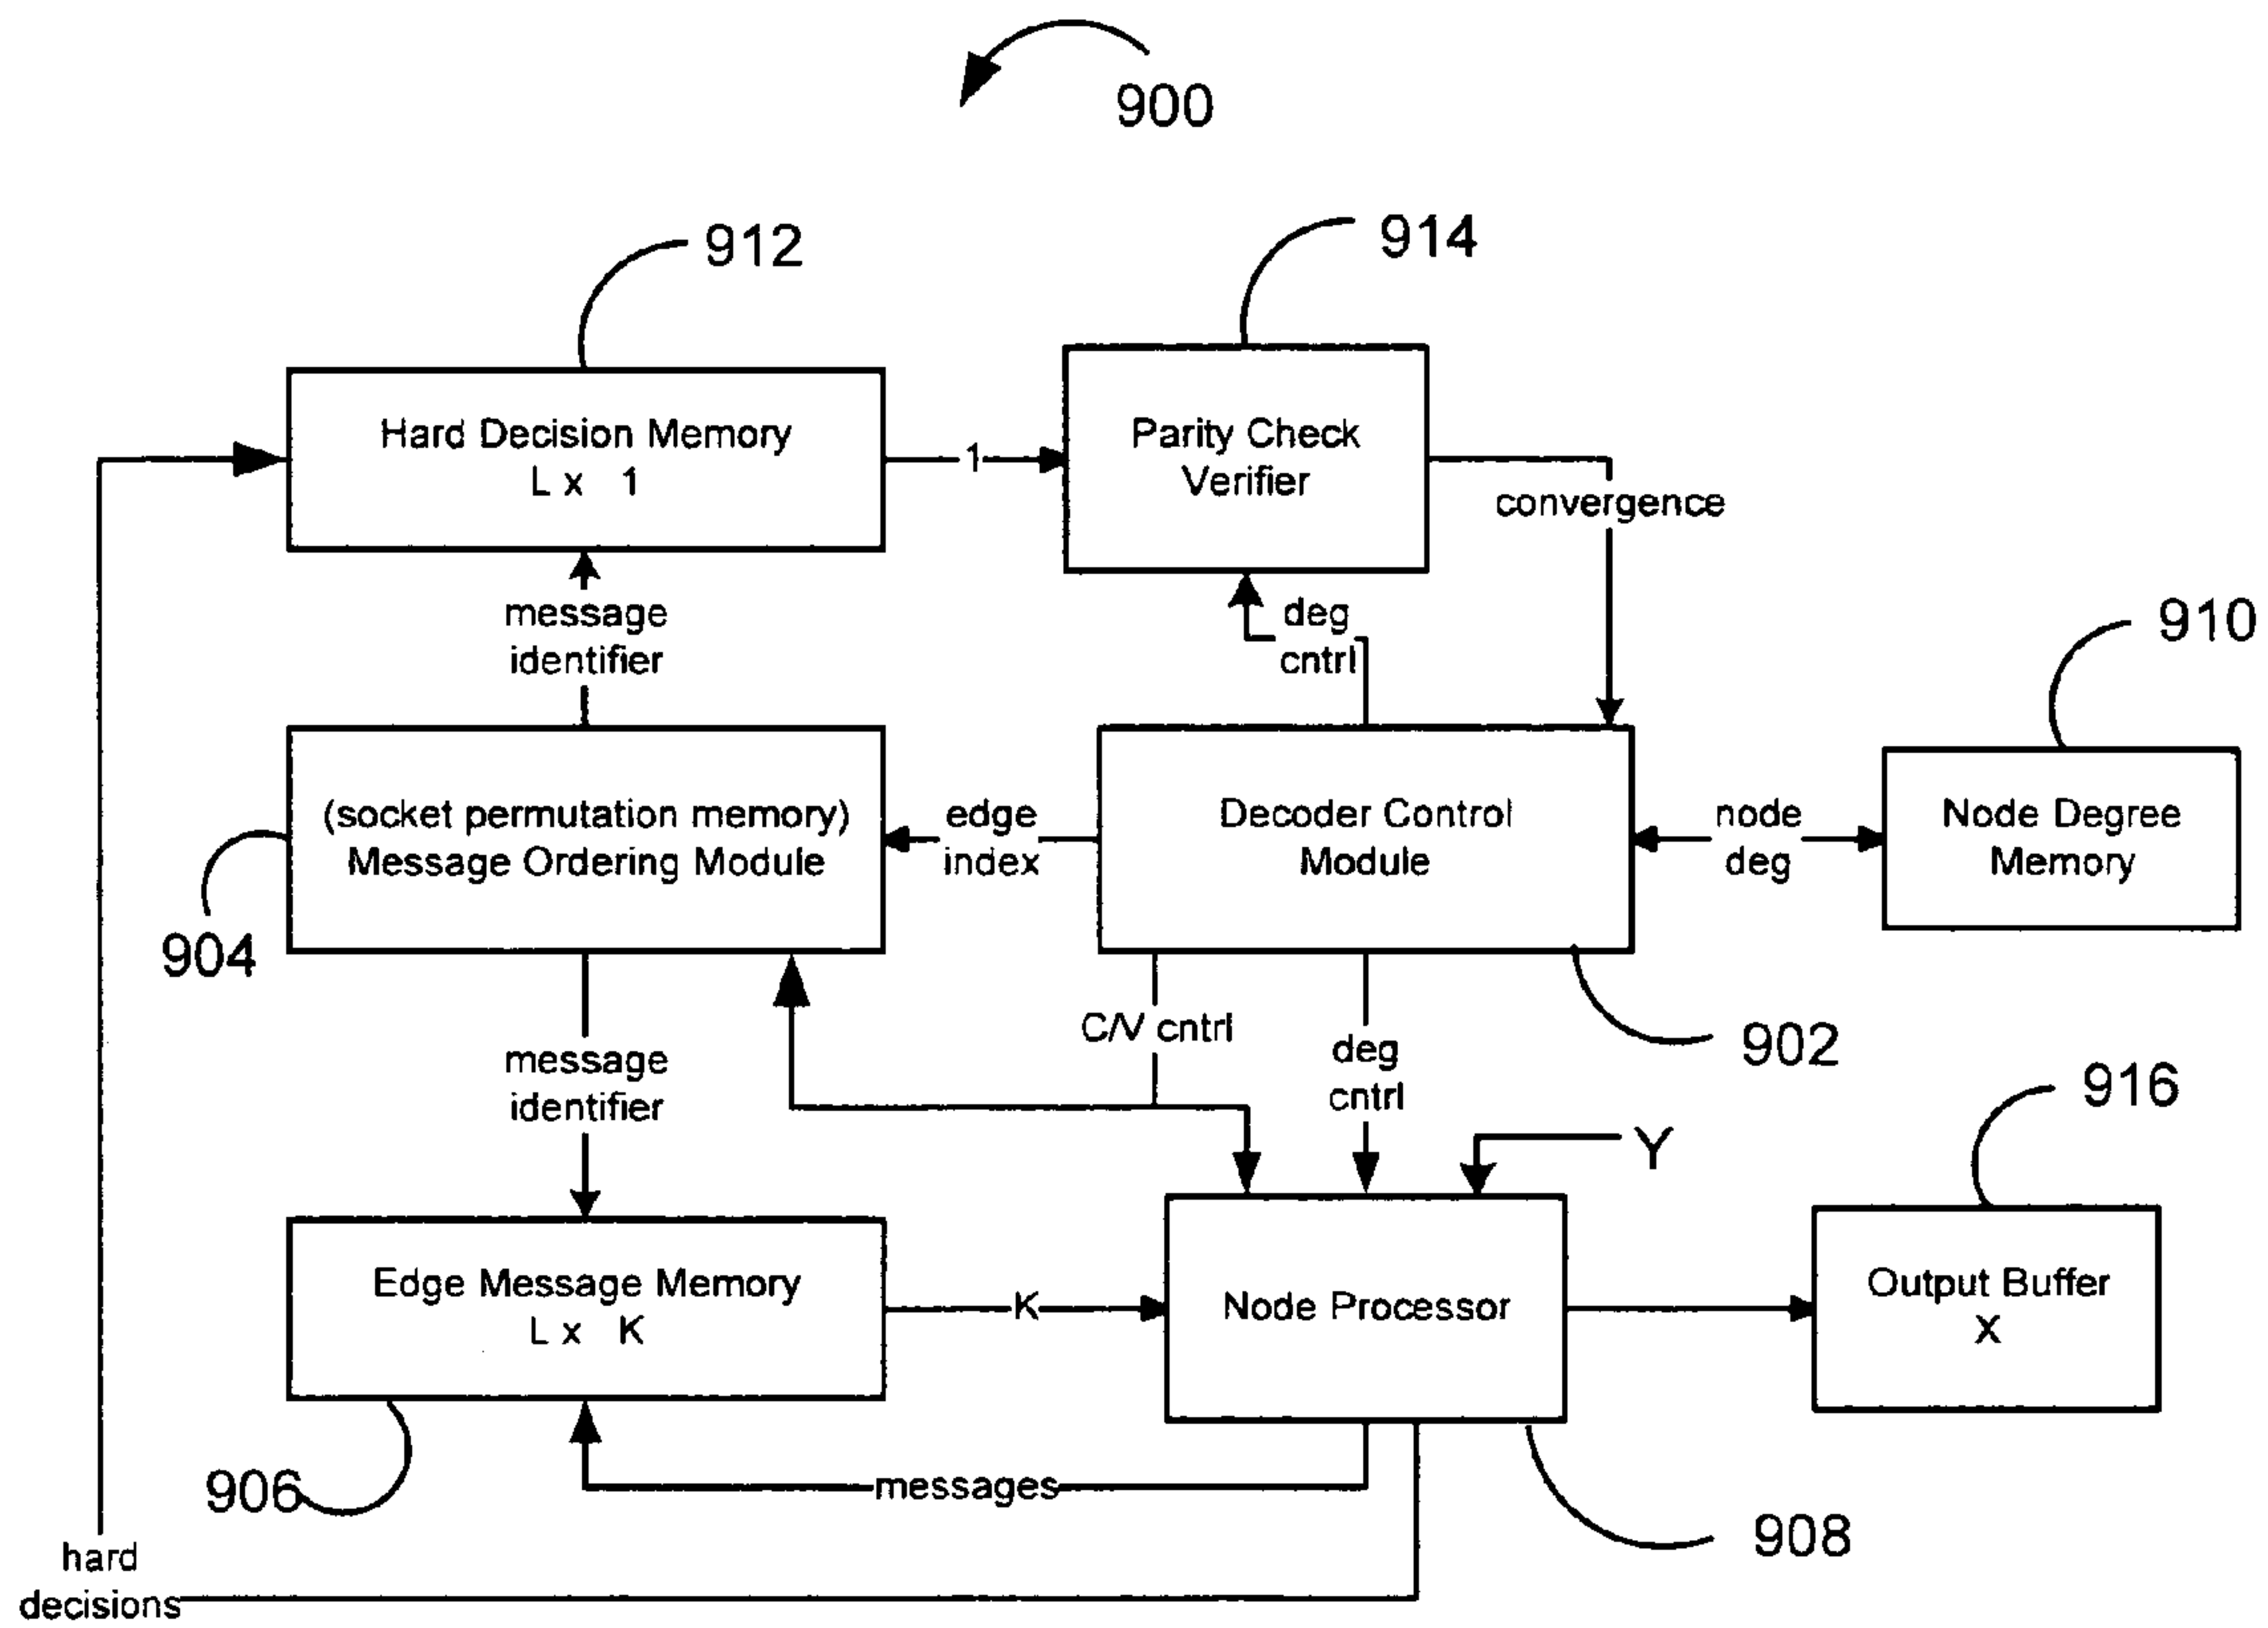 900
912
914
Hard Decision Memory
L x 1
1
Parity Check
Verifier
convergence
message
identifier
deg
cntrl
910
(socket permutation memory)
Message Ordering Module
edge
index
Decoder Control
Module
node
deg
Node Degree
Memory
904
C/V cntrl
deg
cntrl
902
message
identifier
916
Y
Edge Message Memory
L x K
K
Node Processor
Output Buffer
X
906
messages
908
hard
decisions